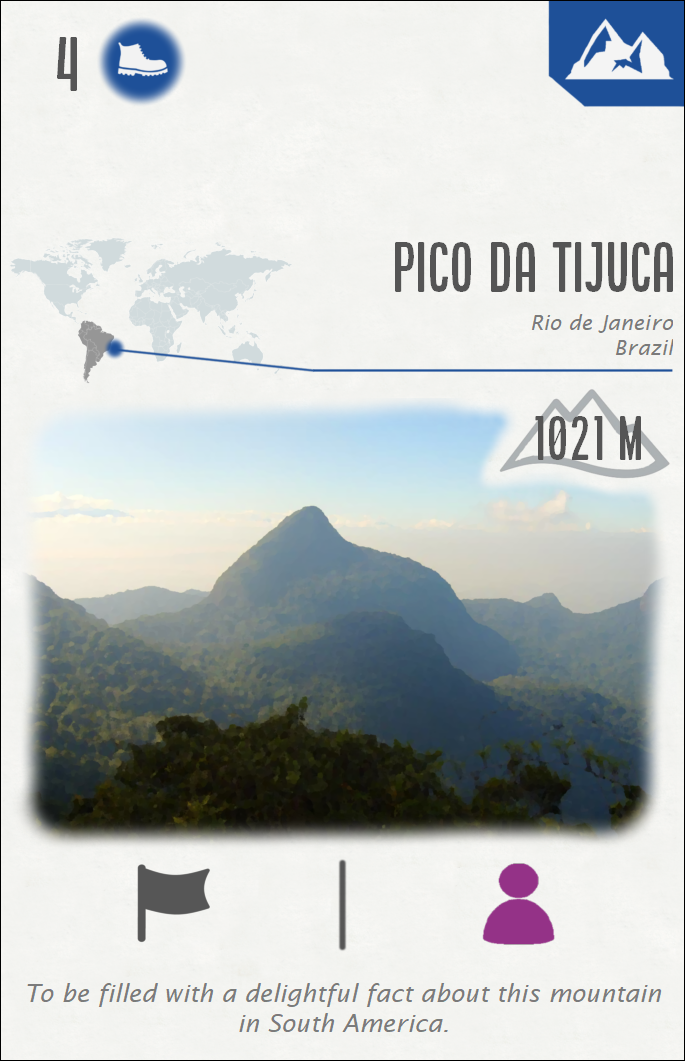 4
PICO DA TIJUCA
Rio de Janeiro
Brazil
1021 M
To be filled with a delightful fact about this mountain
in South America.